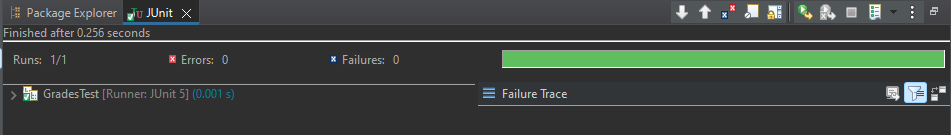 Package Explorer JUnit
Finished after 0.256 seconds
Runs: 1/1 Errors: 0 Failures: 0
GradesTest [Runner: JUnit 5] (0.001 s) Failure Trace